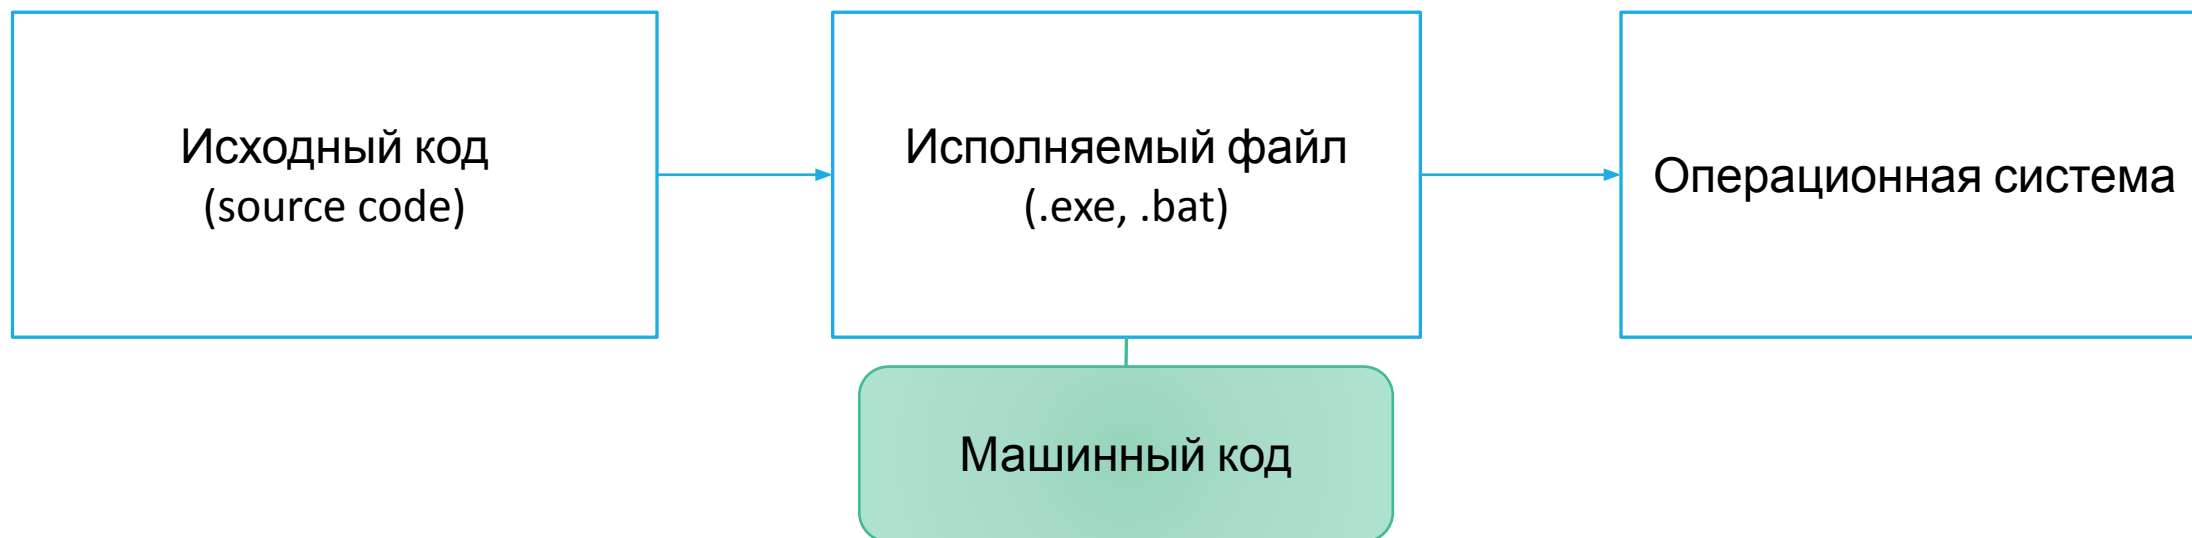 Исходный код
(source code)
Исполняемый файл
(.exe, .bat)
Операционная система
Машинный код